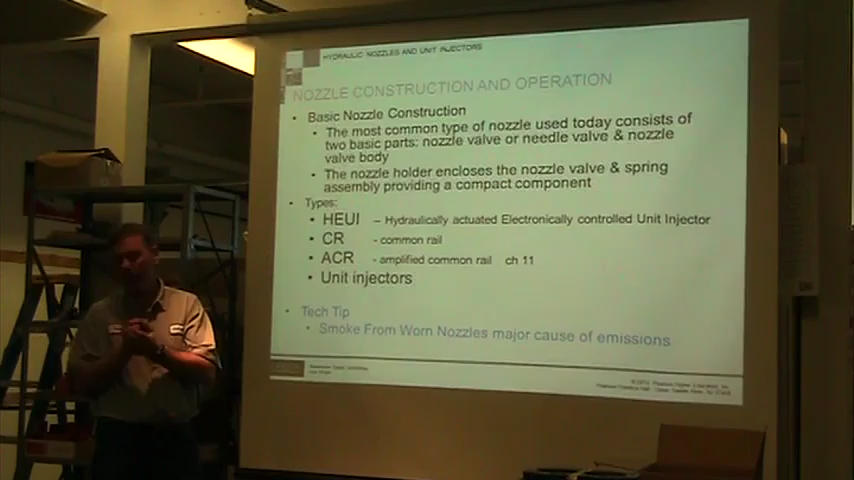 HYDRAULIC NOZZLES AND UNIT INJECTORS
NOZZLE CONSTRUCTION AND OPERATION
• Basic Nozzle Construction
• The most common type of nozzle used today consists of
two basic parts: nozzle valve or needle valve & nozzle
valve body
• The nozzle holder encloses the nozzle valve & spring
assembly providing a compact component
• Types:
• HEUI – Hydraulically actuated Electronically controlled Unit Injector
• CR - common rail
• ACR - amplified common rail ch 11
• Unit injectors
• Tech Tip
• Smoke From Worn Nozzles major cause of emissions